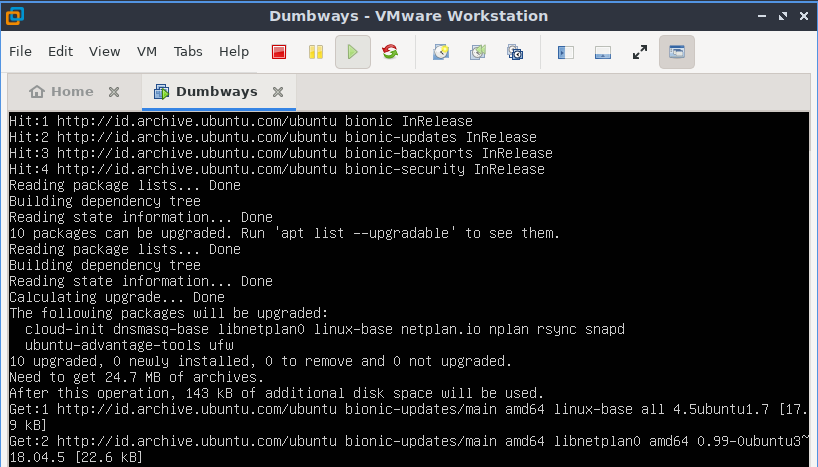 Dumbways - VMware Workstation
File Edit View VM Tabs Help
Home Dumbways
Hit:1 http://id.archive.ubuntu.com/ubuntu bionic InRelease
Hit:2 http://id.archive.ubuntu.com/ubuntu bionic-updates InRelease
Hit:3 http://id.archive.ubuntu.com/ubuntu bionic-backports InRelease
Hit:4 http://id.archive.ubuntu.com/ubuntu bionic-security InRelease
Reading package lists... Done
Building dependency tree
Reading state information... Done
10 packages can be upgraded. Run 'apt list --upgradable' to see them.
Reading package lists... Done
Building dependency tree
Reading state information... Done
Calculating upgrade... Done
The following packages will be upgraded:
  cloud-init dnsmasq-base libnetplan0 linux-base netplan.io nplan rsync snapd
  ubuntu-advantage-tools ufw
10 upgraded, 0 newly installed, 0 to remove and 0 not upgraded.
Need to get 24.7 MB of archives.
After this operation, 143 kB of additional disk space will be used.
Get:1 http://id.archive.ubuntu.com/ubuntu bionic-updates/main amd64 linux-base all 4.5ubuntu1.7 [17.
9 kB]
Get:2 http://id.archive.ubuntu.com/ubuntu bionic-updates/main amd64 libnetplan0 amd64 0.99-0ubuntu3~
18.04.5 [22.6 kB]